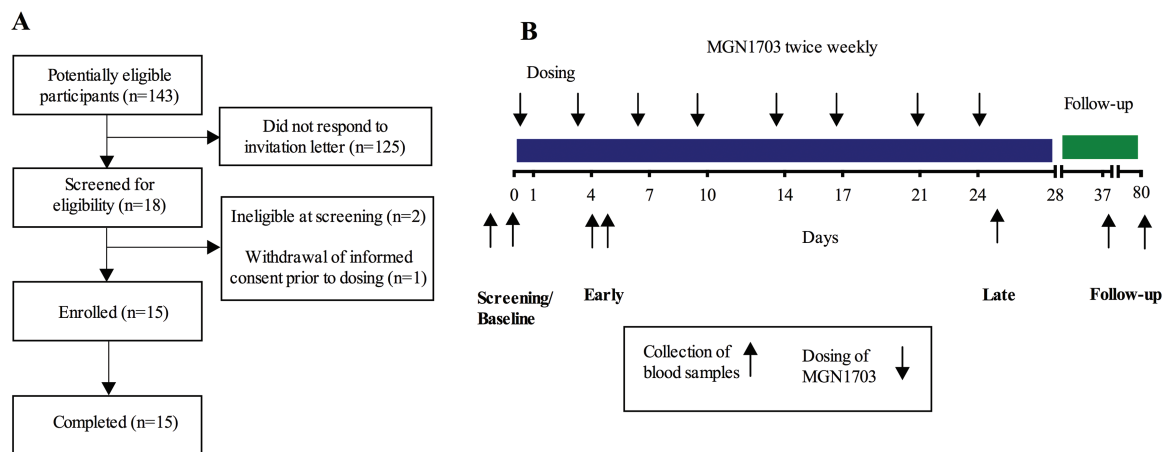 A
Potentially eligible
participants (n=143)
Did not respond to
invitation letter (n=125)
Screened for
eligibility (n=18)
Ineligible at screening (n=2)
Withdrawal of informed
consent prior to dosing (n=1)
Enrolled (n=15)
Completed (n=15)
B
MGN1703 twice weekly
Dosing
Follow-up
0 1 4 7 10 14 17 21 24 28 37 80
Days
Screening/
Baseline
Early
Late
Follow-up
Collection of
blood samples
Dosing of
MGN1703